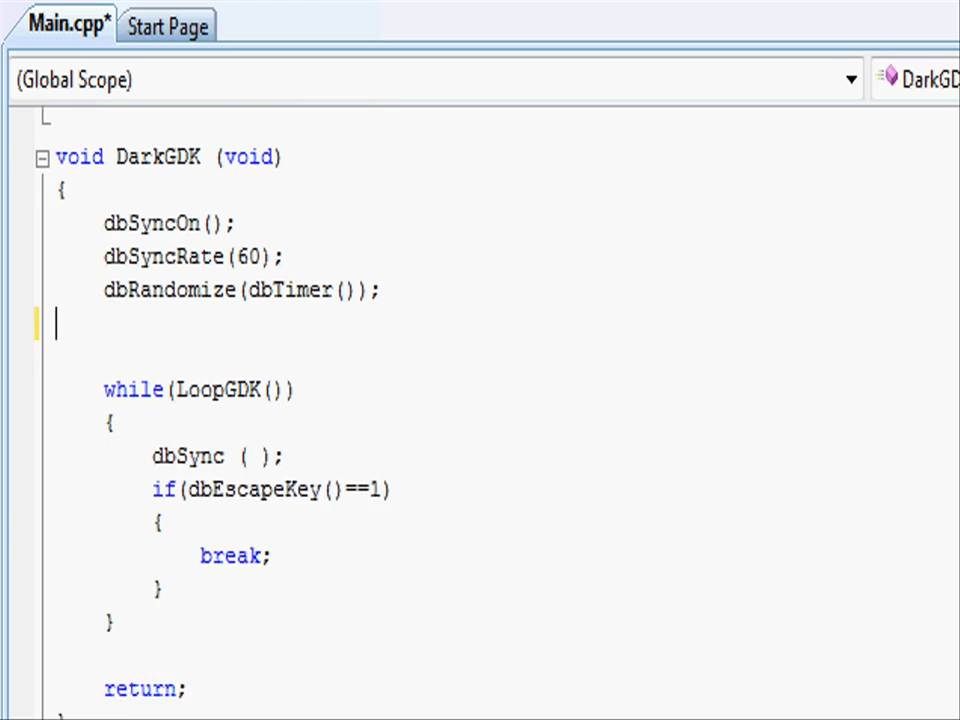 Main.cpp* Start Page
(Global Scope) DarkGD
void DarkGDK (void)
{
dbSyncOn();
dbSyncRate(60);
dbRandomize(dbTimer());
while(LoopGDK())
{
dbSync ( );
if(dbEscapeKey()==1)
{
break;
}
}
return;
}